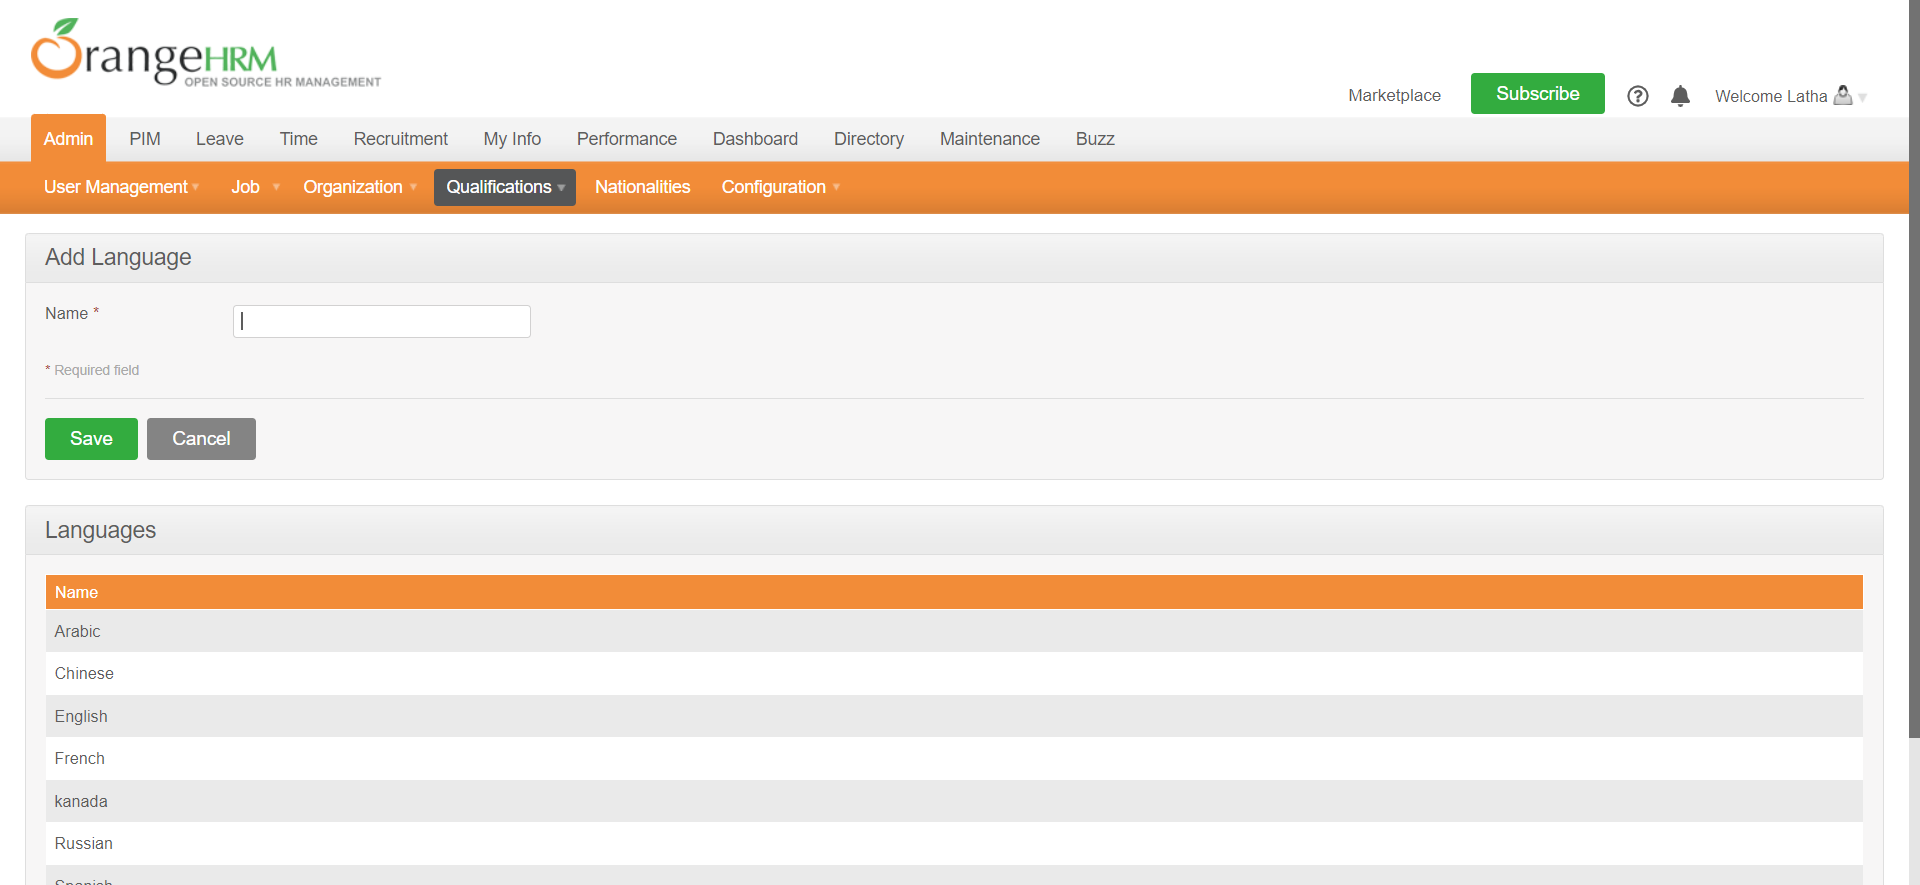 OrangeHRM
OPEN SOURCE HR MANAGEMENT
Marketplace Subscribe Welcome Latha
Admin PIM Leave Time Recruitment My Info Performance Dashboard Directory Maintenance Buzz
User Management Job Organization Qualifications Nationalities Configuration
Add Language
Name *
* Required field
Save Cancel
Languages
Name
Arabic
Chinese
English
French
kanada
Russian
Spanish